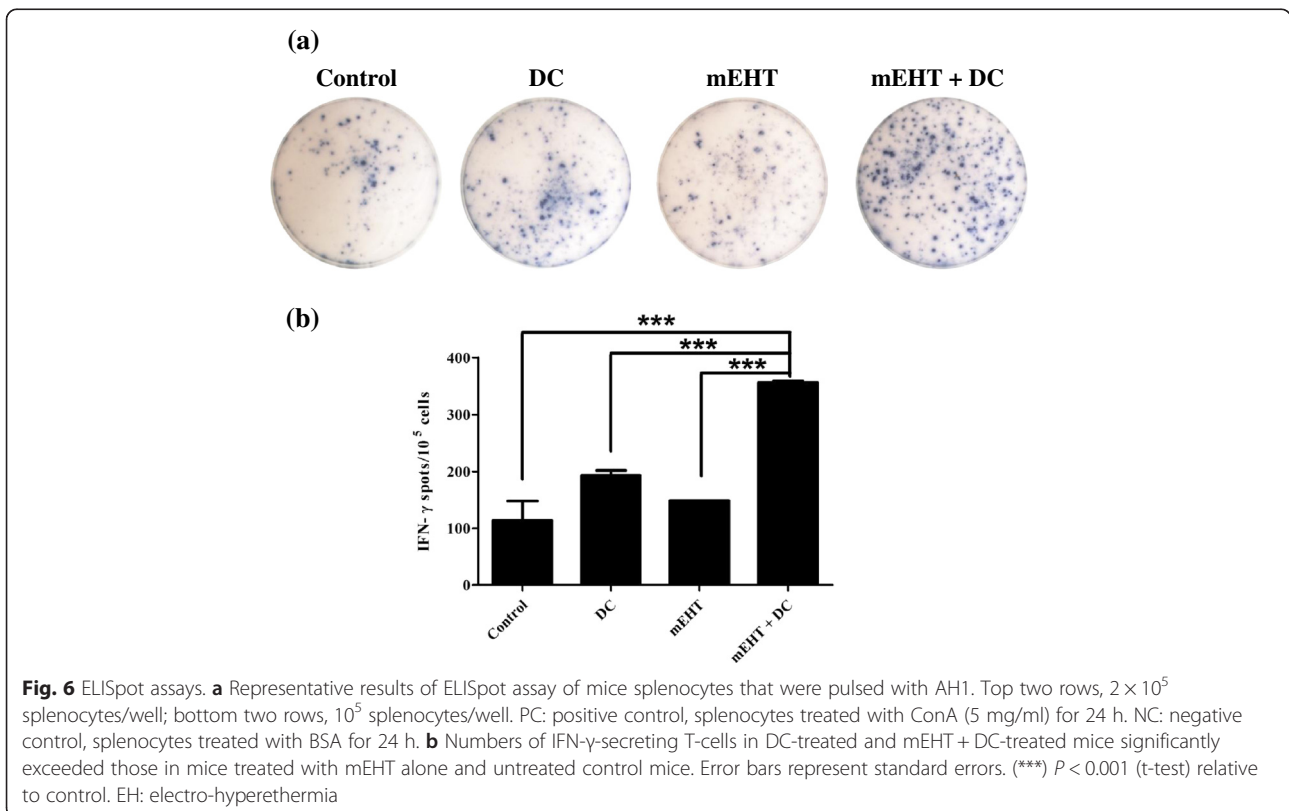 (a)
Control DC mEHT mEHT + DC
(b)
***
***
***
400
300
200
100
0
IFN- γ spots/10⁵ cells
Control
DC
mEHT
mEHT + DC
Fig. 6 ELISpot assays. a Representative results of ELISpot assay of mice splenocytes that were pulsed with AH1. Top two rows, 2 × 10⁵
splenocytes/well; bottom two rows, 10⁵ splenocytes/well. PC: positive control, splenocytes treated with ConA (5 mg/ml) for 24 h. NC: negative
control, splenocytes treated with BSA for 24 h. b Numbers of IFN-γ-secreting T-cells in DC-treated and mEHT + DC-treated mice significantly
exceeded those in mice treated with mEHT alone and untreated control mice. Error bars represent standard errors. (***) P < 0.001 (t-test) relative
to control. EH: electro-hyperethermia